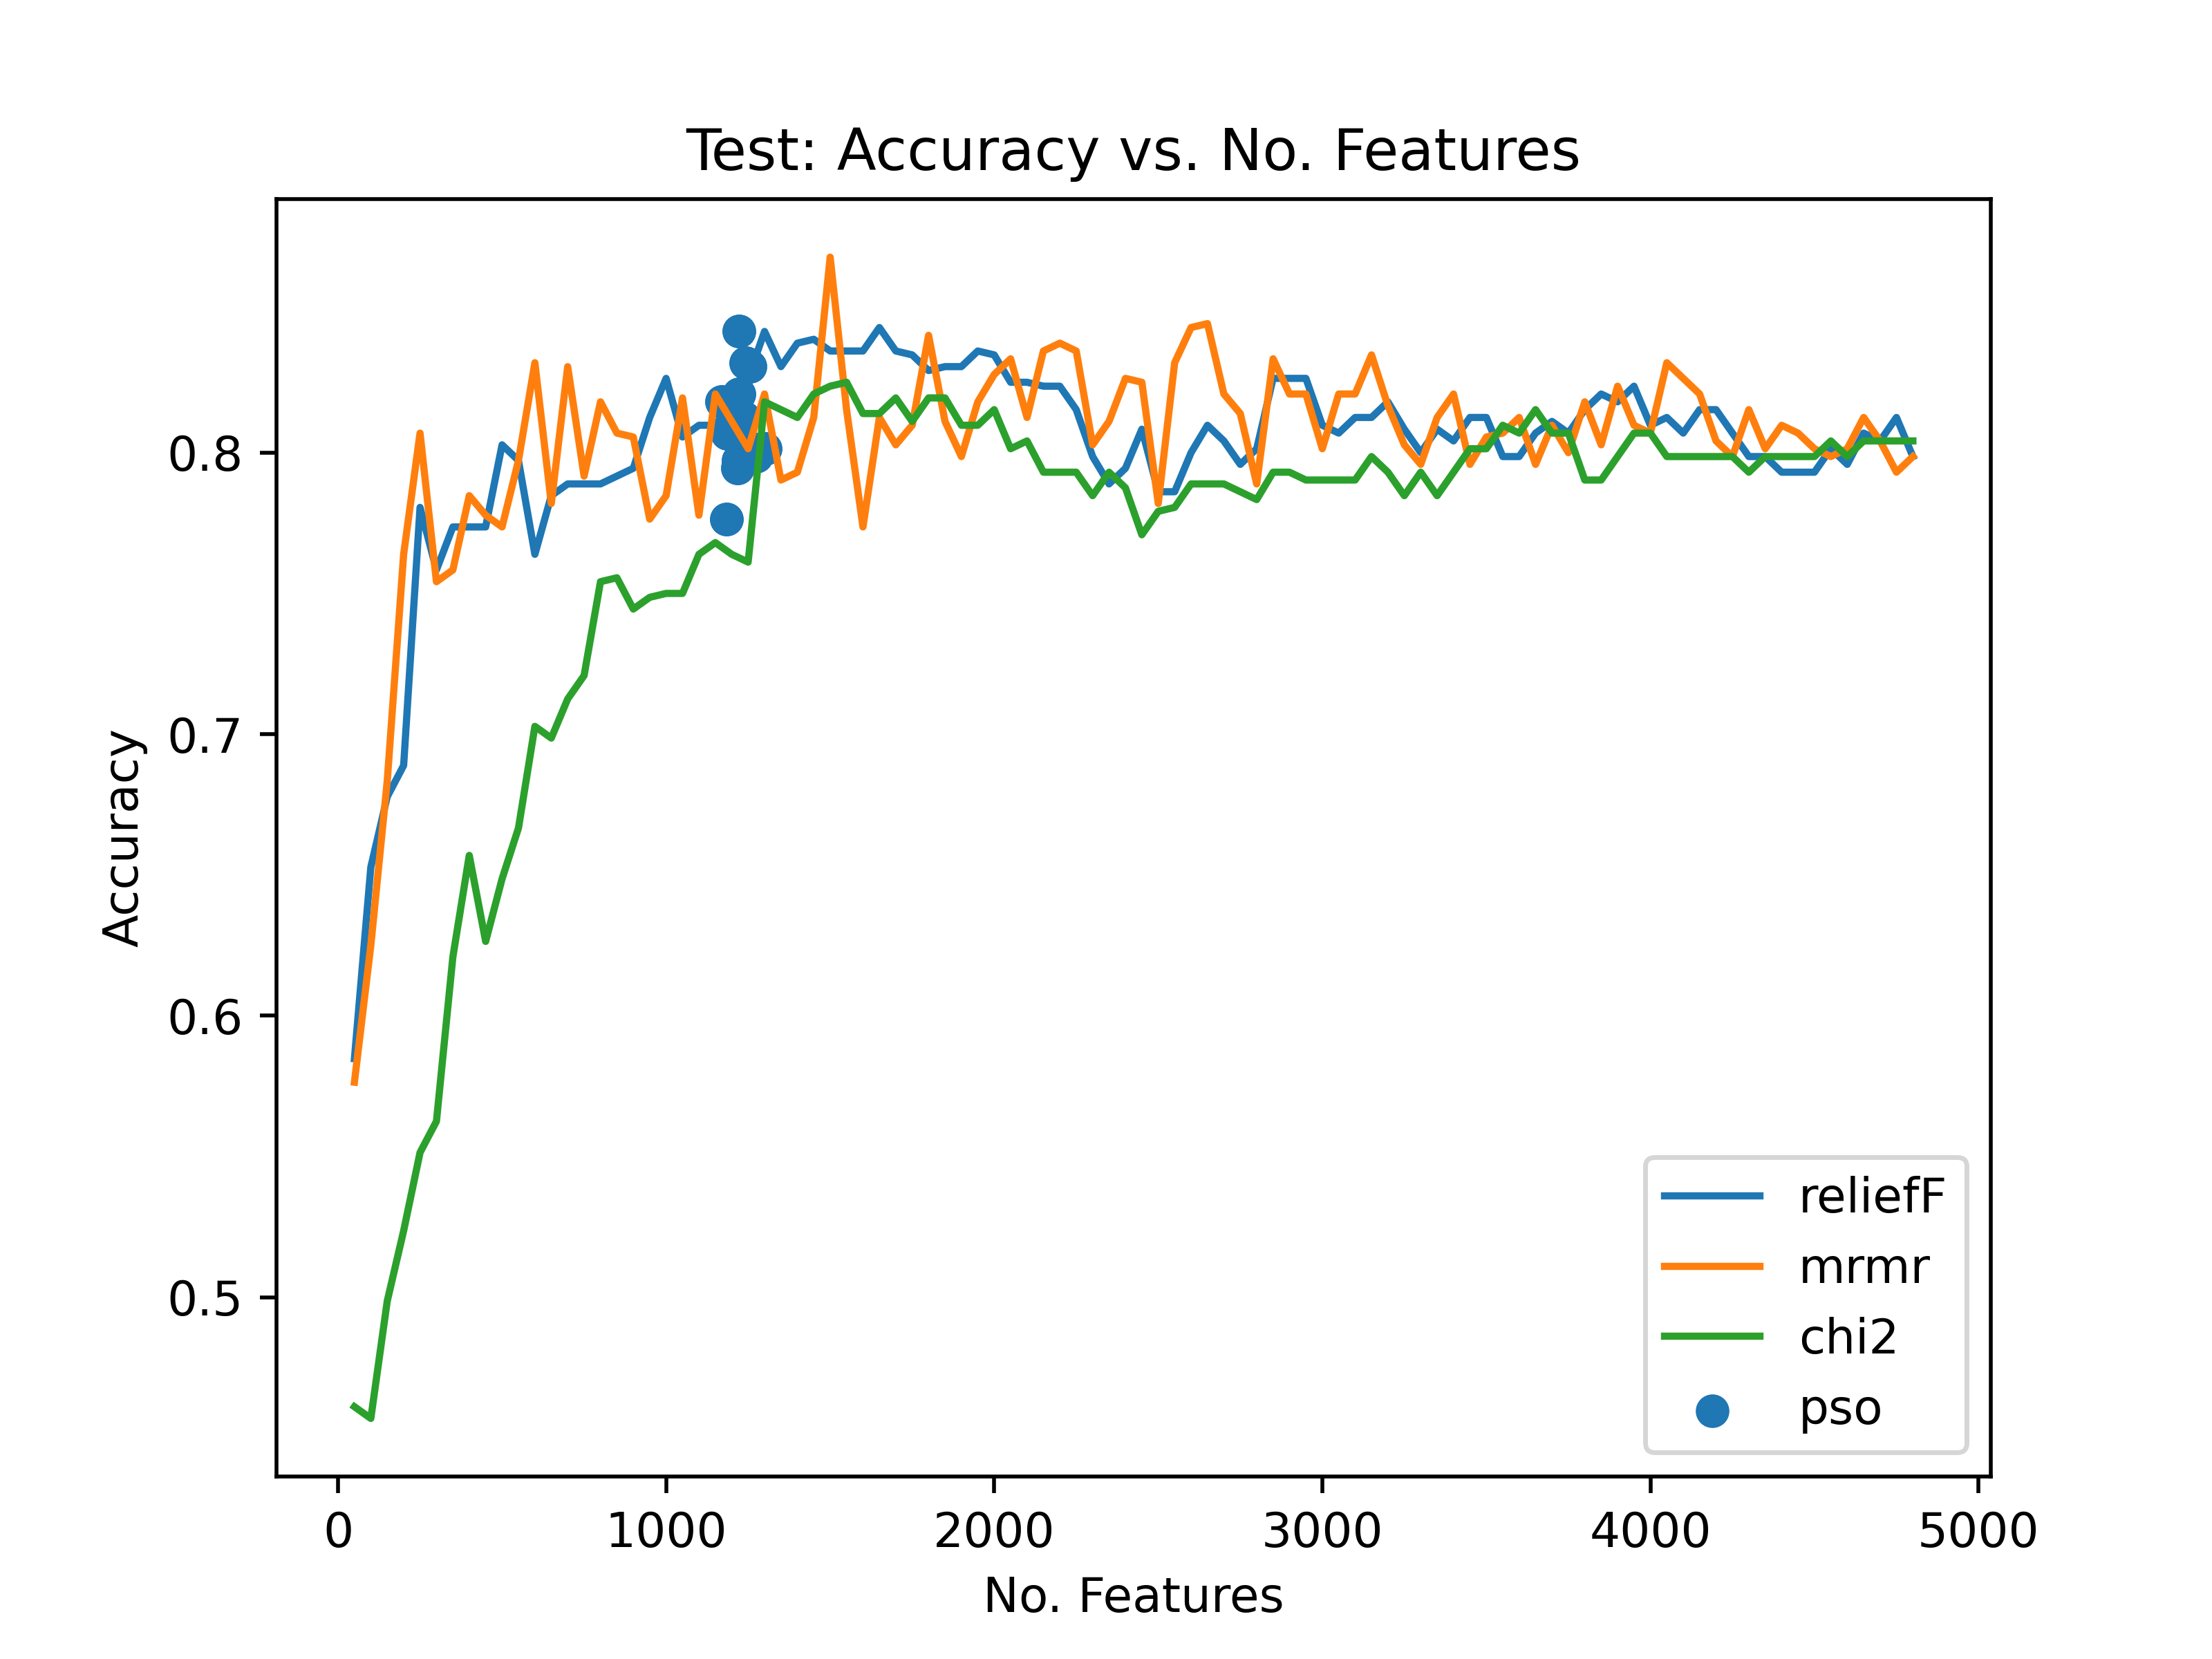 Test: Accuracy vs. No. Features
Accuracy
0.8
0.7
0.6
0.5
reliefF
mrmr
chi2
pso
0 1000 2000 3000 4000 5000
No. Features